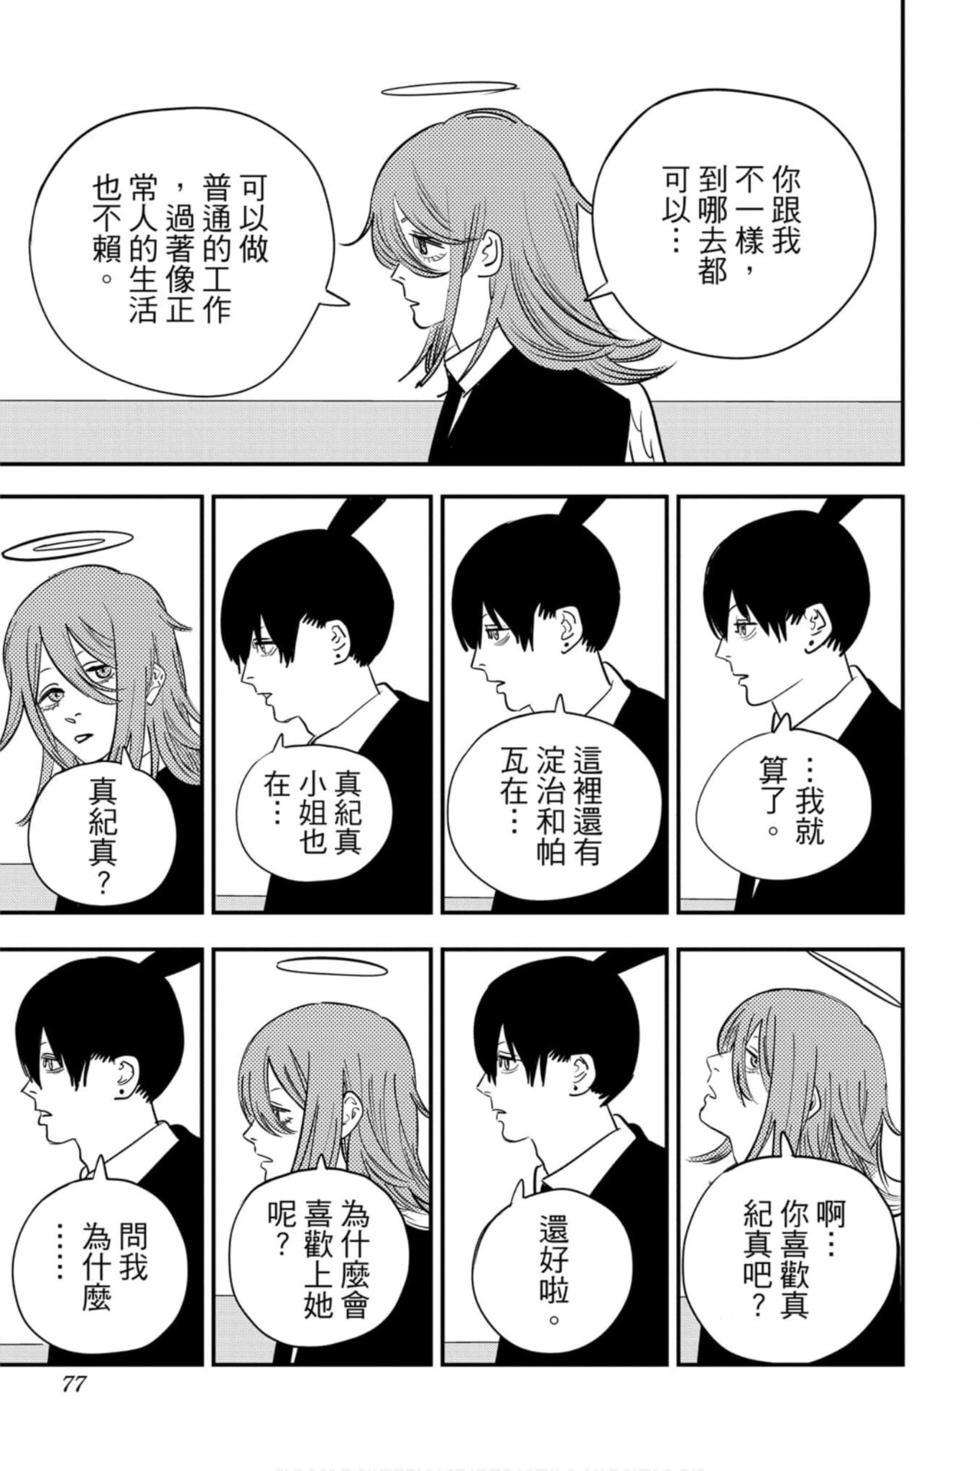 你跟我
不一樣，
到哪去都
可以…
可以做
普通的工作
，過著像正
常人的生活
也不賴。
…我就
算了。
這裡還有
淀治和帕
瓦在…
真紀真
小姐也
在…
真紀真？
啊…
你喜歡真
紀真吧？
還好啦。
為什麼會
喜歡上她
呢？
問我
為什麼
……
77